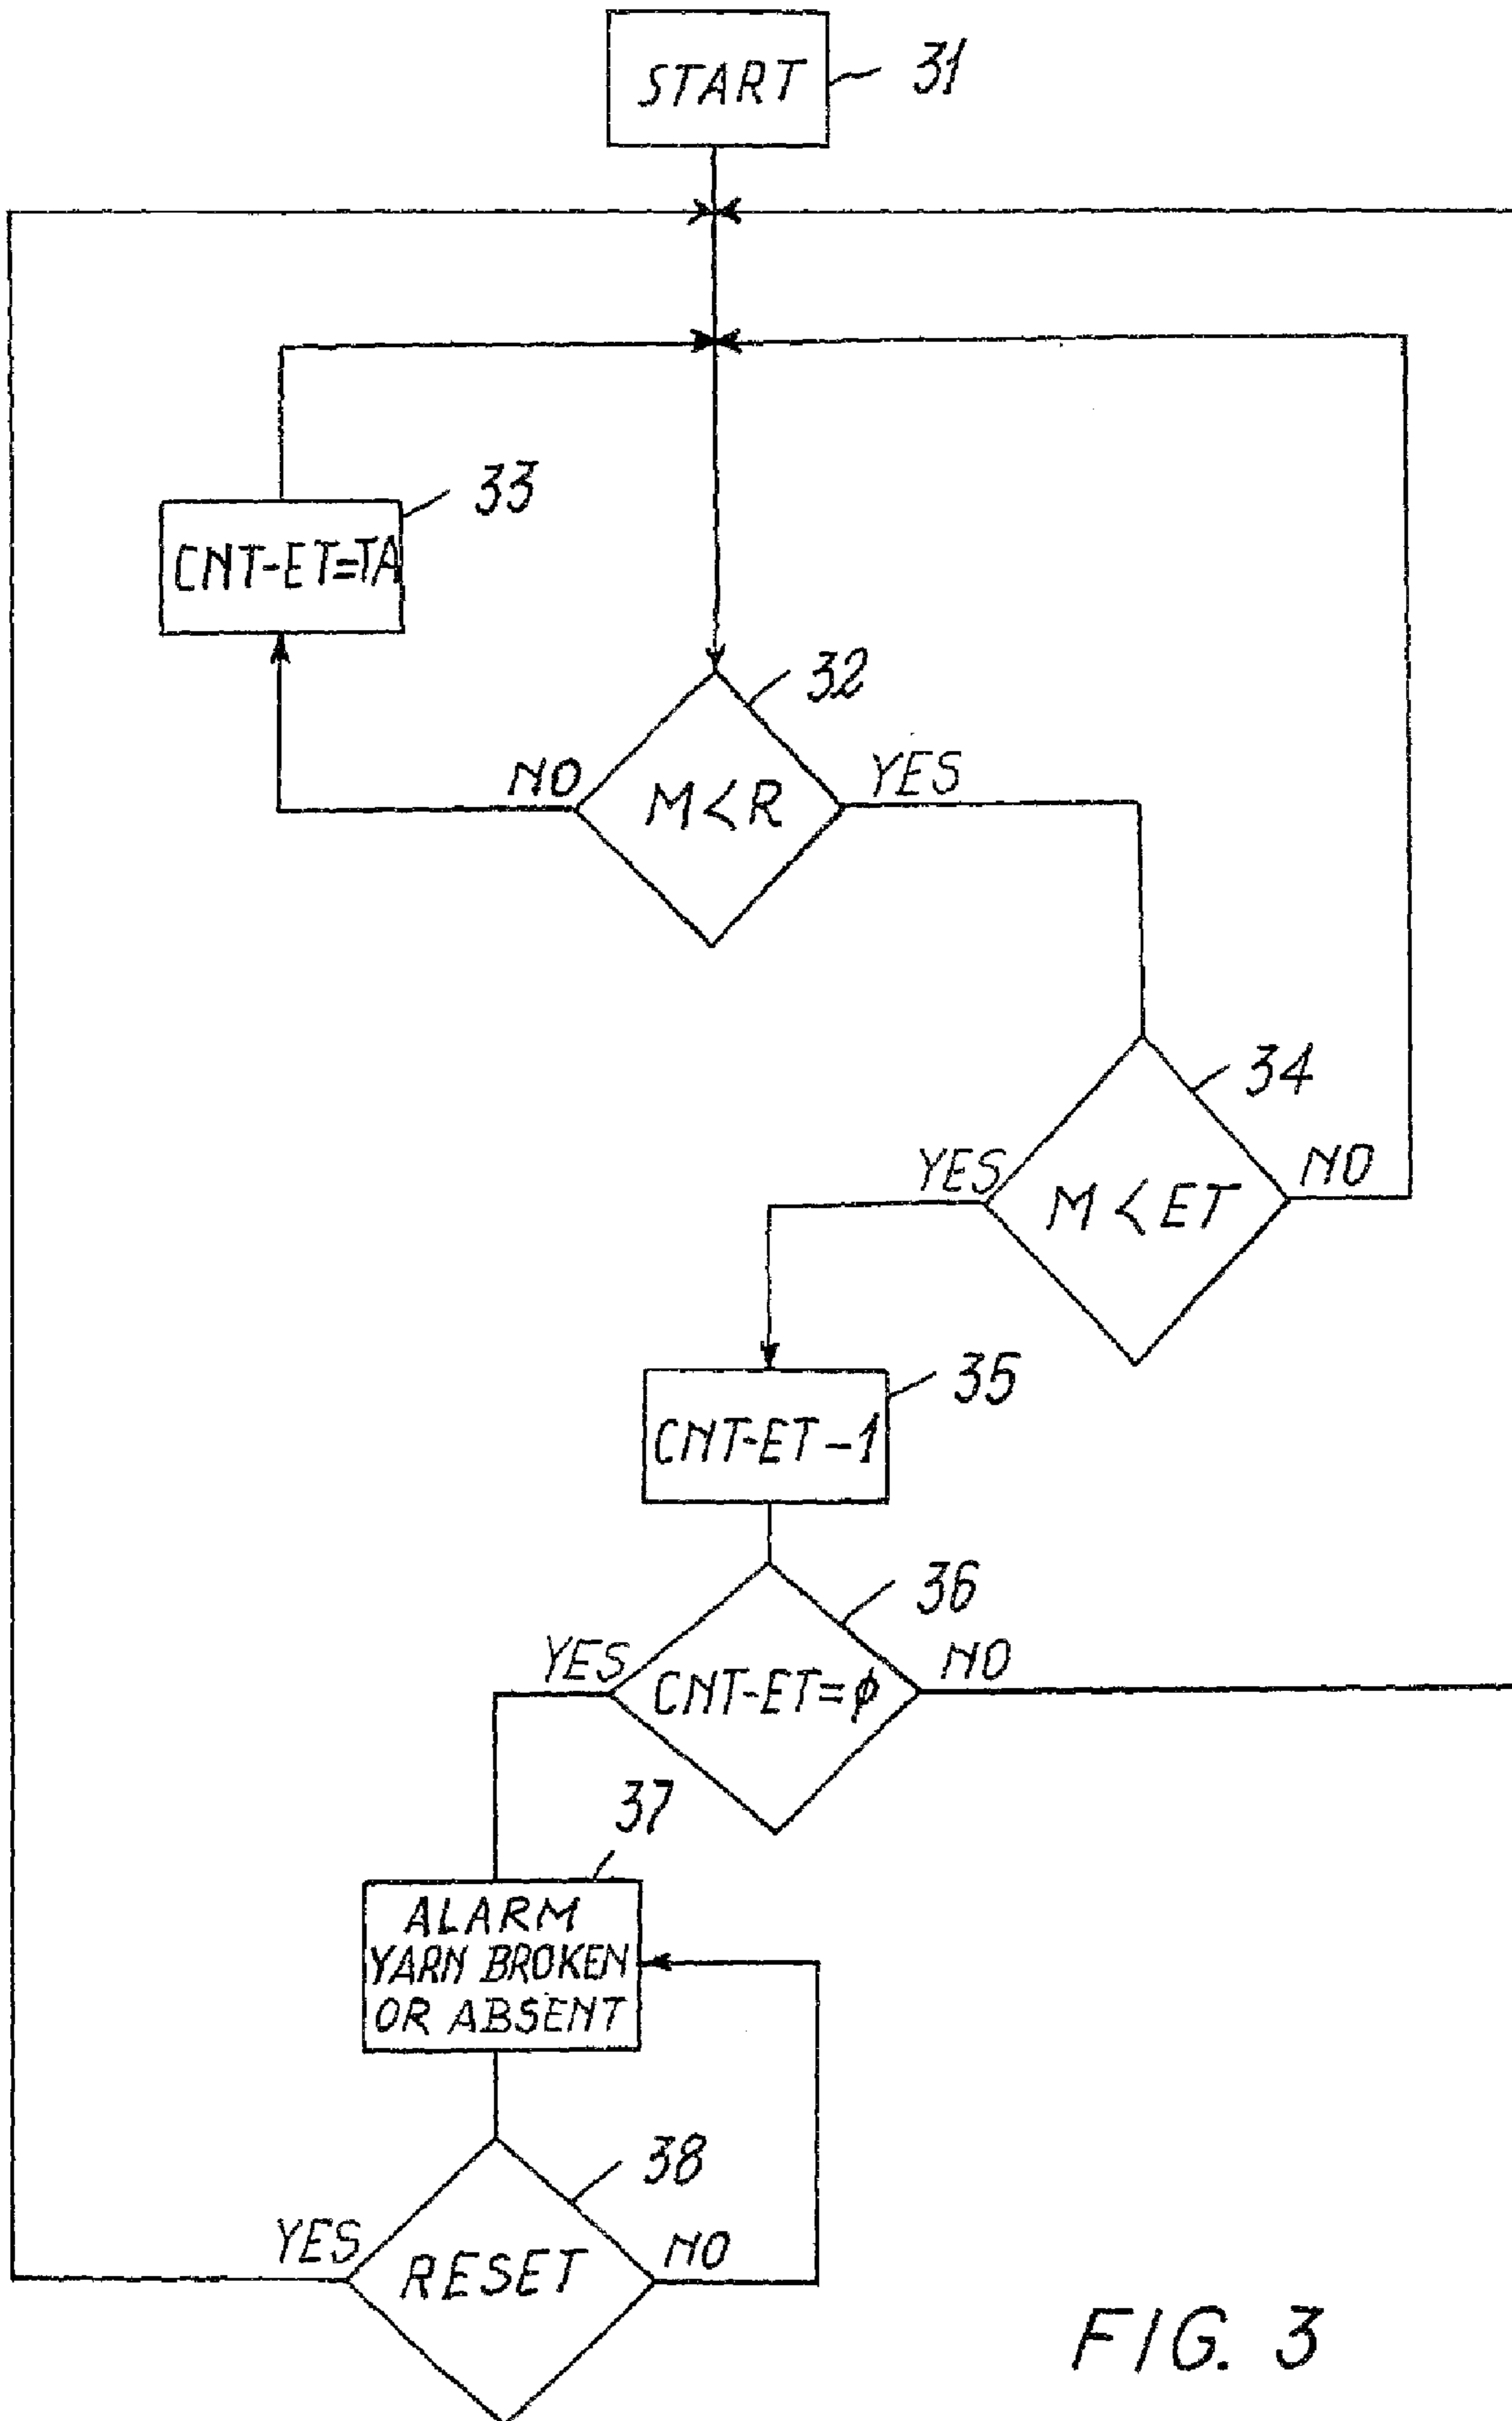 START
31
33
CNT-ET=TA
32
NO
YES
M<R
34
YES
NO
M<ET
35
CNT-ET-1
36
YES
NO
CNT-ET=φ
37
ALARM
YARN BROKEN
OR ABSENT
38
YES
NO
RESET
FIG. 3